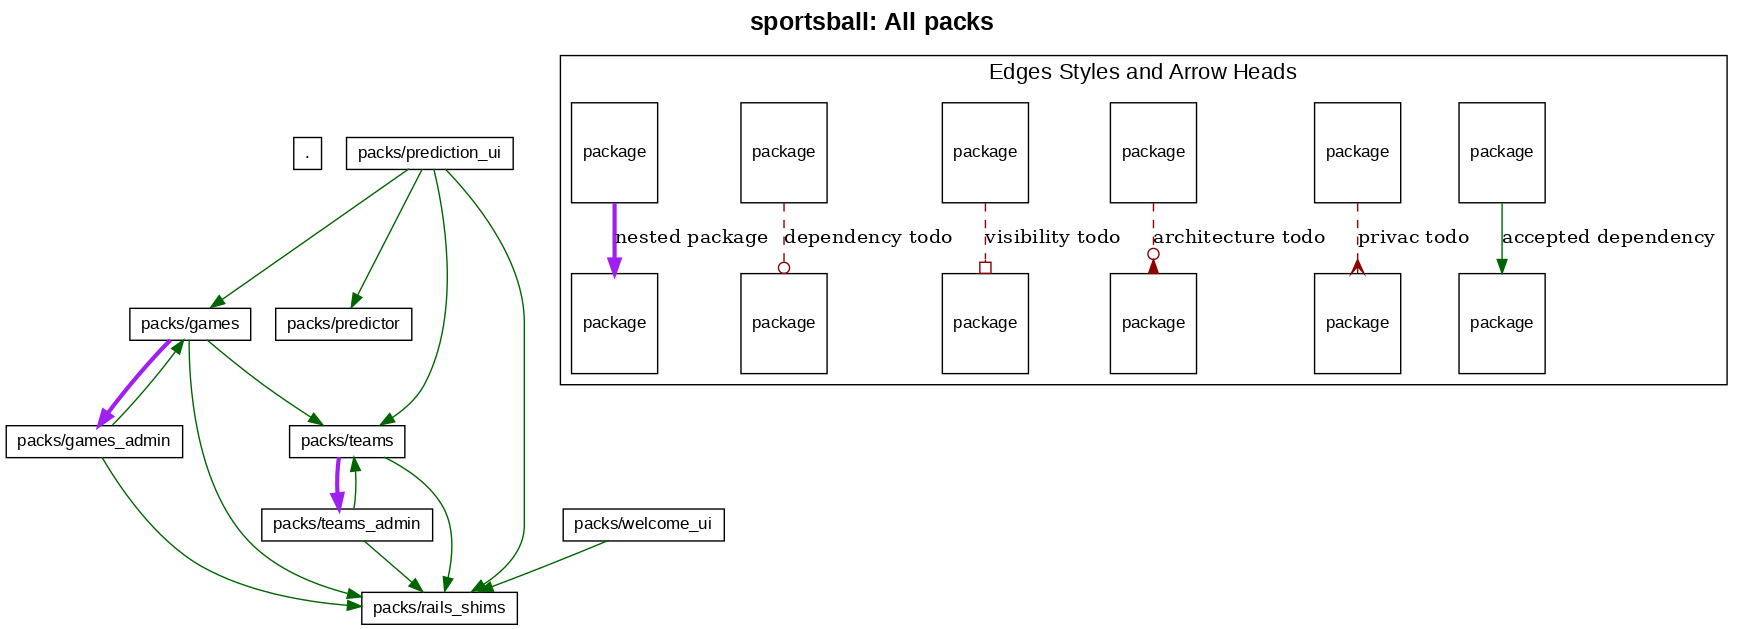 sportsball: All packs
Edges Styles and Arrow Heads
package
package
package
package
package
package
nested package
dependency todo
visibility todo
architecture todo
privac todo
accepted dependency
package
package
package
package
package
package
.
packs/prediction_ui
packs/games
packs/predictor
packs/games_admin
packs/teams
packs/teams_admin
packs/welcome_ui
packs/rails_shims